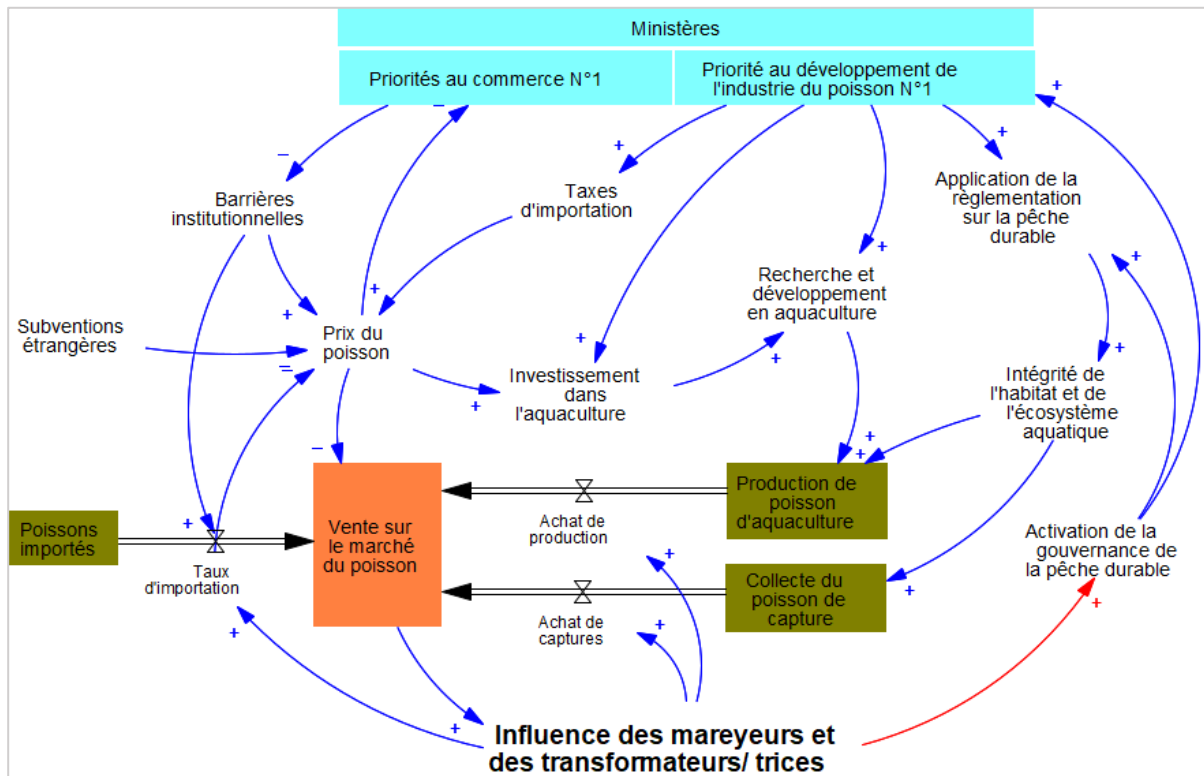 Ministères
Priorités au commerce N°1
Priorité au développement de
l'industrie du poisson N°1
+
–
+
+
+
–
Barrières
institutionnelles
Taxes
d'importation
Application de la
règlementation
sur la pêche
durable
+
+
Recherche et
développement
en aquaculture
+
+
Subventions
étrangères
Prix du
poisson
–
+
+
+
+
Investissement
dans
l'aquaculture
Intégrité de
l'habitat et de
l'écosystème
aquatique
–
+
+
Poissons
importés
+
Taux
d'importation
Vente sur
le marché
du poisson
Achat de
production
Production de
poisson
d'aquaculture
Activation de la
gouvernance de
la pêche durable
+
Achat de
captures
+
Collecte du
poisson de
capture
+
+
+
+
Influence des mareyeurs et
des transformateurs/ trices